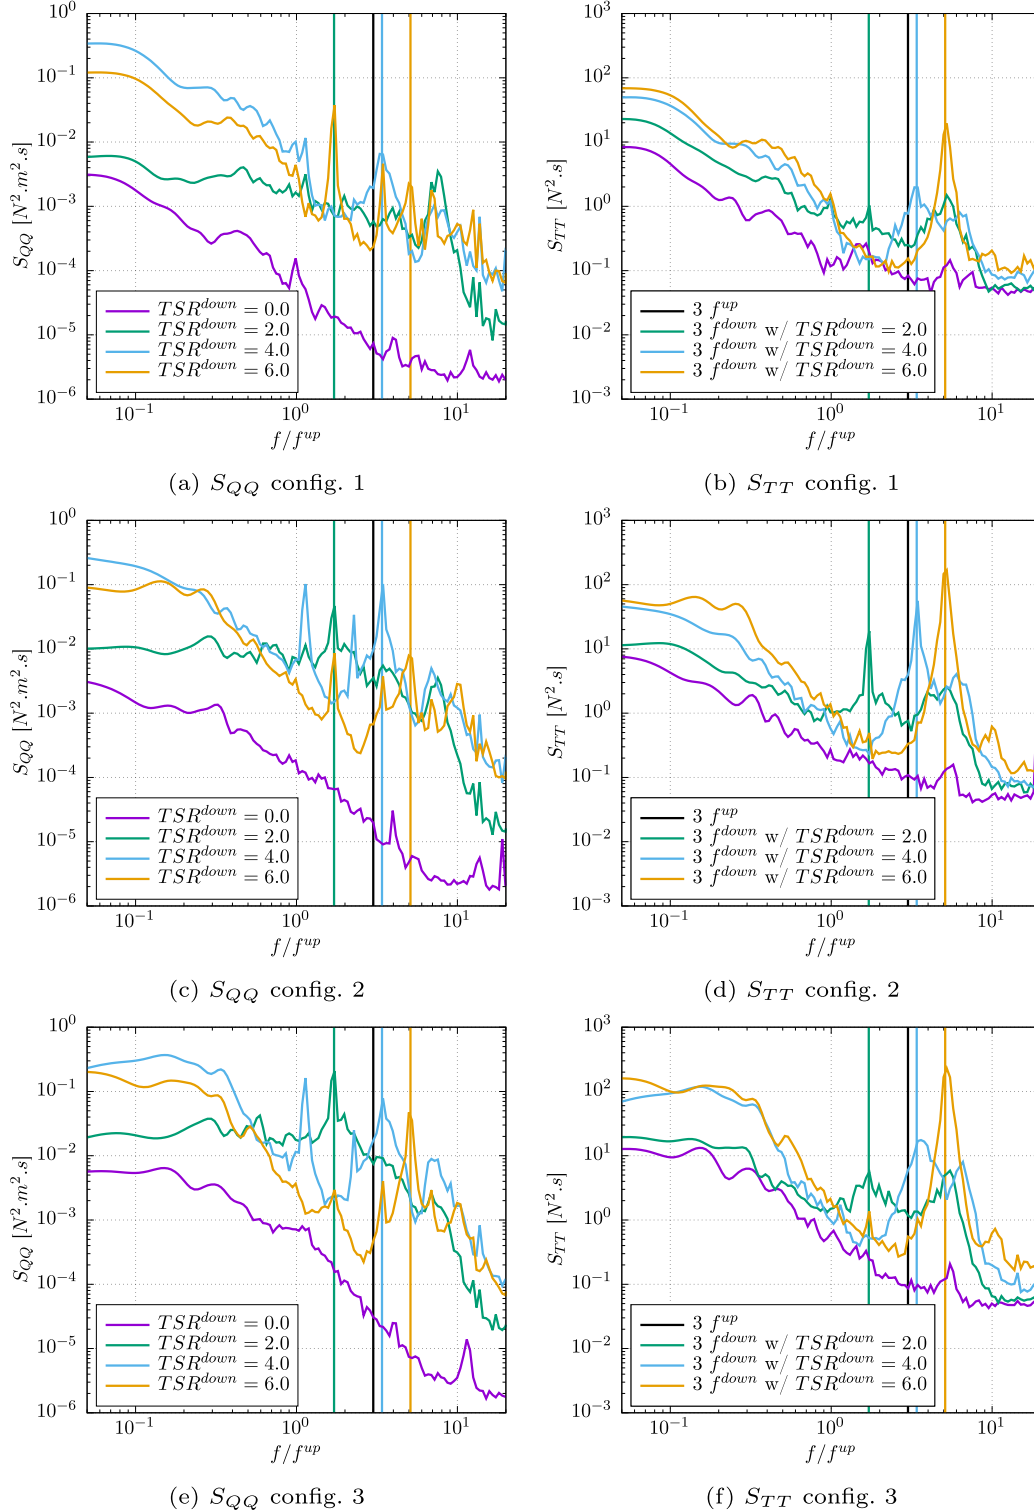 10^0
10^-1
10^-2
10^-3
10^-4
10^-5
10^-6
S_QQ [N^2.m^2.s]
TSR^down = 0.0
TSR^down = 2.0
TSR^down = 4.0
TSR^down = 6.0
10^-1 10^0 10^1
f/f^up
(a) S_QQ config. 1
10^3
10^2
10^1
10^0
10^-1
10^-2
10^-3
S_TT [N^2.s]
3 f^up
3 f^down w/ TSR^down = 2.0
3 f^down w/ TSR^down = 4.0
3 f^down w/ TSR^down = 6.0
10^-1 10^0 10^1
f/f^up
(b) S_TT config. 1
10^0
10^-1
10^-2
10^-3
10^-4
10^-5
10^-6
S_QQ [N^2.m^2.s]
TSR^down = 0.0
TSR^down = 2.0
TSR^down = 4.0
TSR^down = 6.0
10^-1 10^0 10^1
f/f^up
(c) S_QQ config. 2
10^3
10^2
10^1
10^0
10^-1
10^-2
10^-3
S_TT [N^2.s]
3 f^up
3 f^down w/ TSR^down = 2.0
3 f^down w/ TSR^down = 4.0
3 f^down w/ TSR^down = 6.0
10^-1 10^0 10^1
f/f^up
(d) S_TT config. 2
10^0
10^-1
10^-2
10^-3
10^-4
10^-5
10^-6
S_QQ [N^2.m^2.s]
TSR^down = 0.0
TSR^down = 2.0
TSR^down = 4.0
TSR^down = 6.0
10^-1 10^0 10^1
f/f^up
(e) S_QQ config. 3
10^3
10^2
10^1
10^0
10^-1
10^-2
10^-3
S_TT [N^2.s]
3 f^up
3 f^down w/ TSR^down = 2.0
3 f^down w/ TSR^down = 4.0
3 f^down w/ TSR^down = 6.0
10^-1 10^0 10^1
f/f^up
(f) S_TT config. 3